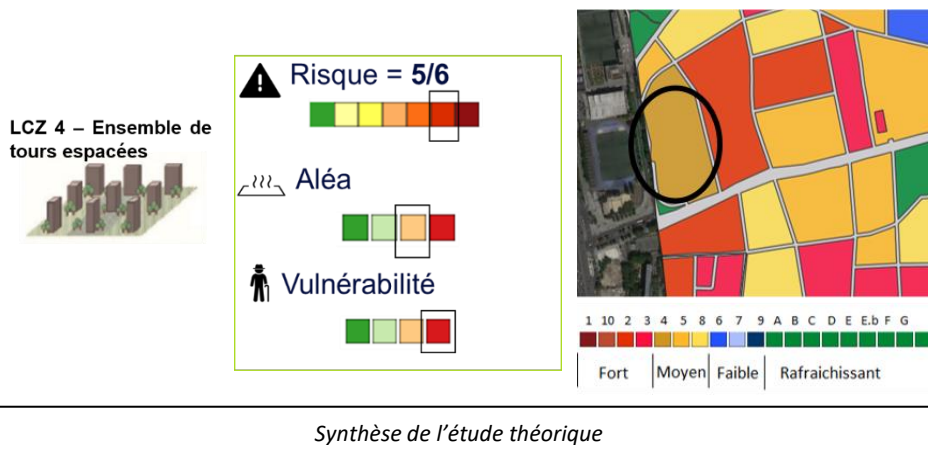 LCZ 4 – Ensemble de
tours espacées
Risque = 5/6
Aléa
Vulnérabilité
1 10 2 3 4 5 8 6 7 9 A B C D E E.b F G
Fort Moyen Faible Rafraichissant
Synthèse de l'étude théorique